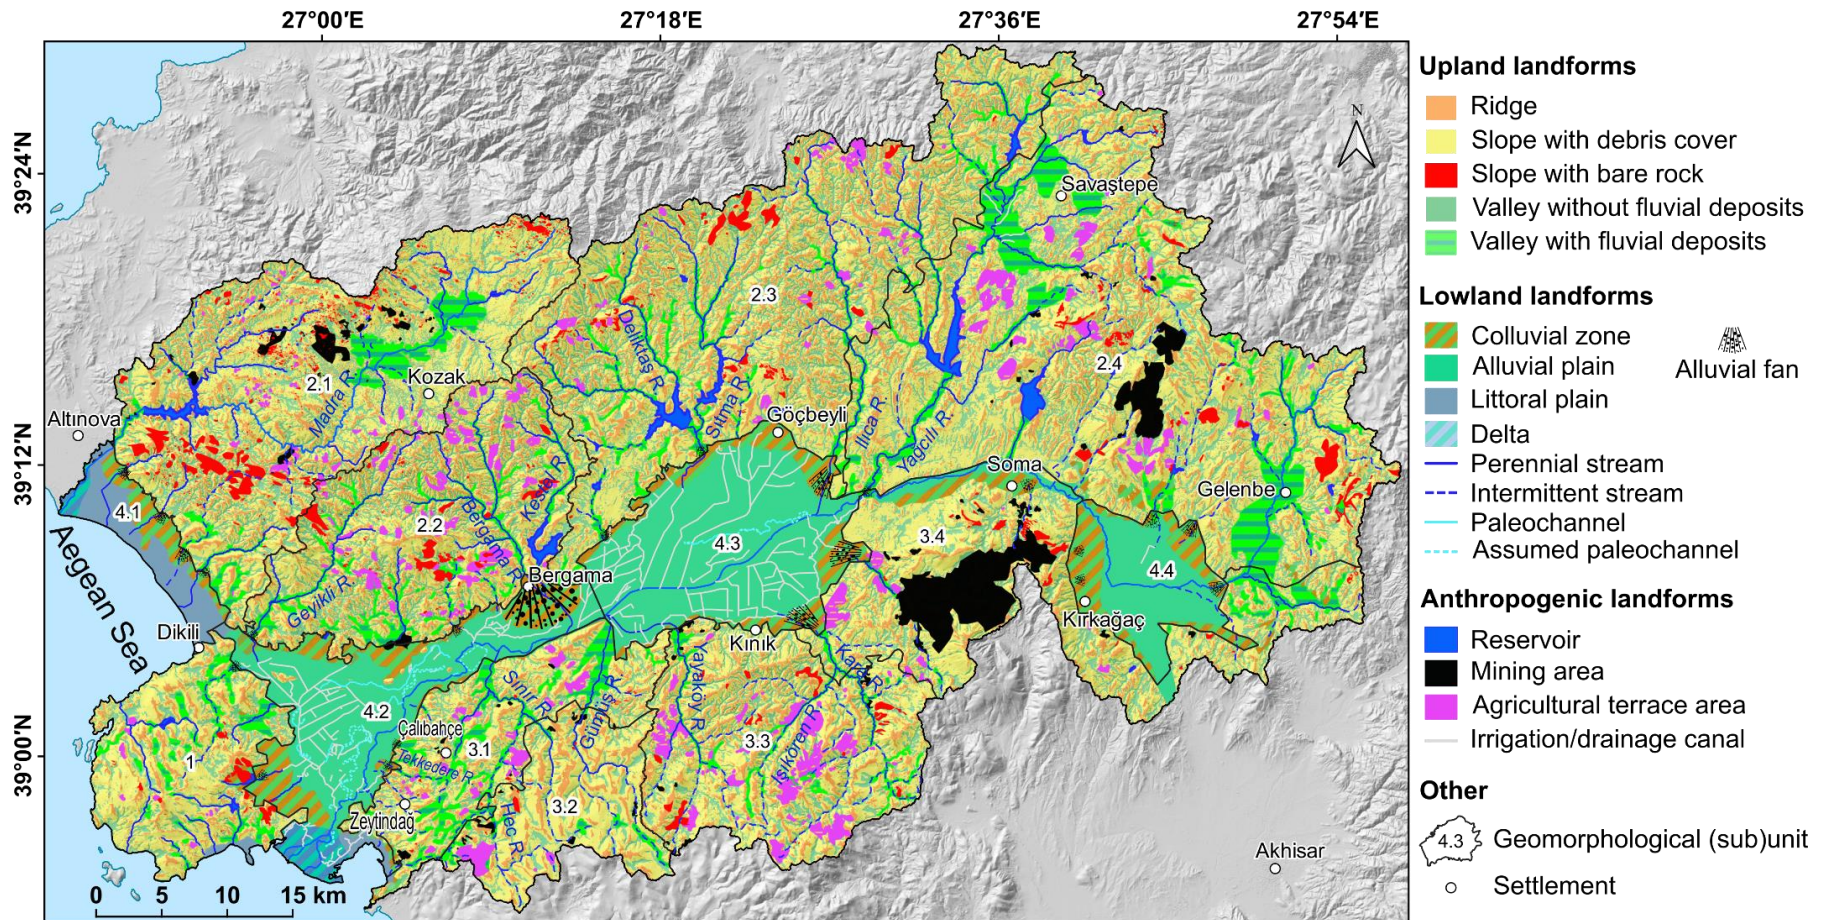 27°00′E
27°18′E
27°36′E
27°54′E
39°24′N
39°12′N
39°00′N
N
Savaştepe
2.3
Deliktaş R.
2.4
2.1
Madra R.
Kozak
Altınova
Sıtma R.
Göçbeyli
Ilıca R.
Yağcılı R.
Soma
Gelenbe
4.1
2.2
Kestel R.
Bergama R.
4.3
3.4
4.4
Aegean Sea
Bergama
Geyikli R.
Kırkağaç
Dikili
Kınık
Yayaköy R.
Kara R.
Sınır R.
Gümüş R.
4.2
Çalıbahçe
3.1
3.3
Işıkören R.
1
Tekkedere R.
3.2
Zeytindağ
Ilec R.
Akhisar
0 5 10 15 km
Upland landforms
Ridge
Slope with debris cover
Slope with bare rock
Valley without fluvial deposits
Valley with fluvial deposits
Lowland landforms
Colluvial zone
Alluvial plain
Alluvial fan
Littoral plain
Delta
Perennial stream
Intermittent stream
Paleochannel
Assumed paleochannel
Anthropogenic landforms
Reservoir
Mining area
Agricultural terrace area
Irrigation/drainage canal
Other
4.3
Geomorphological (sub)unit
Settlement